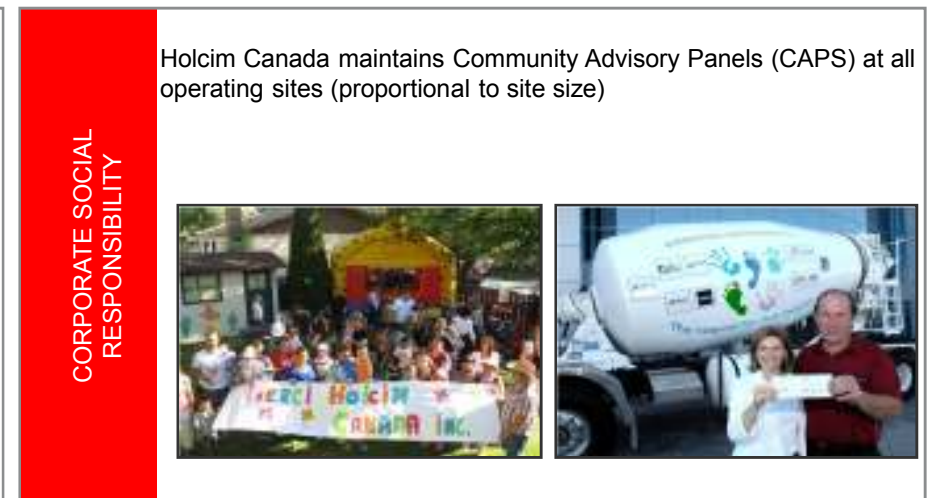 Holcim Canada maintains Community Advisory Panels (CAPS) at all
operating sites (proportional to site size)
CORPORATE SOCIAL
RESPONSIBILITY
MERCI HOLCIM
CANADA INC.